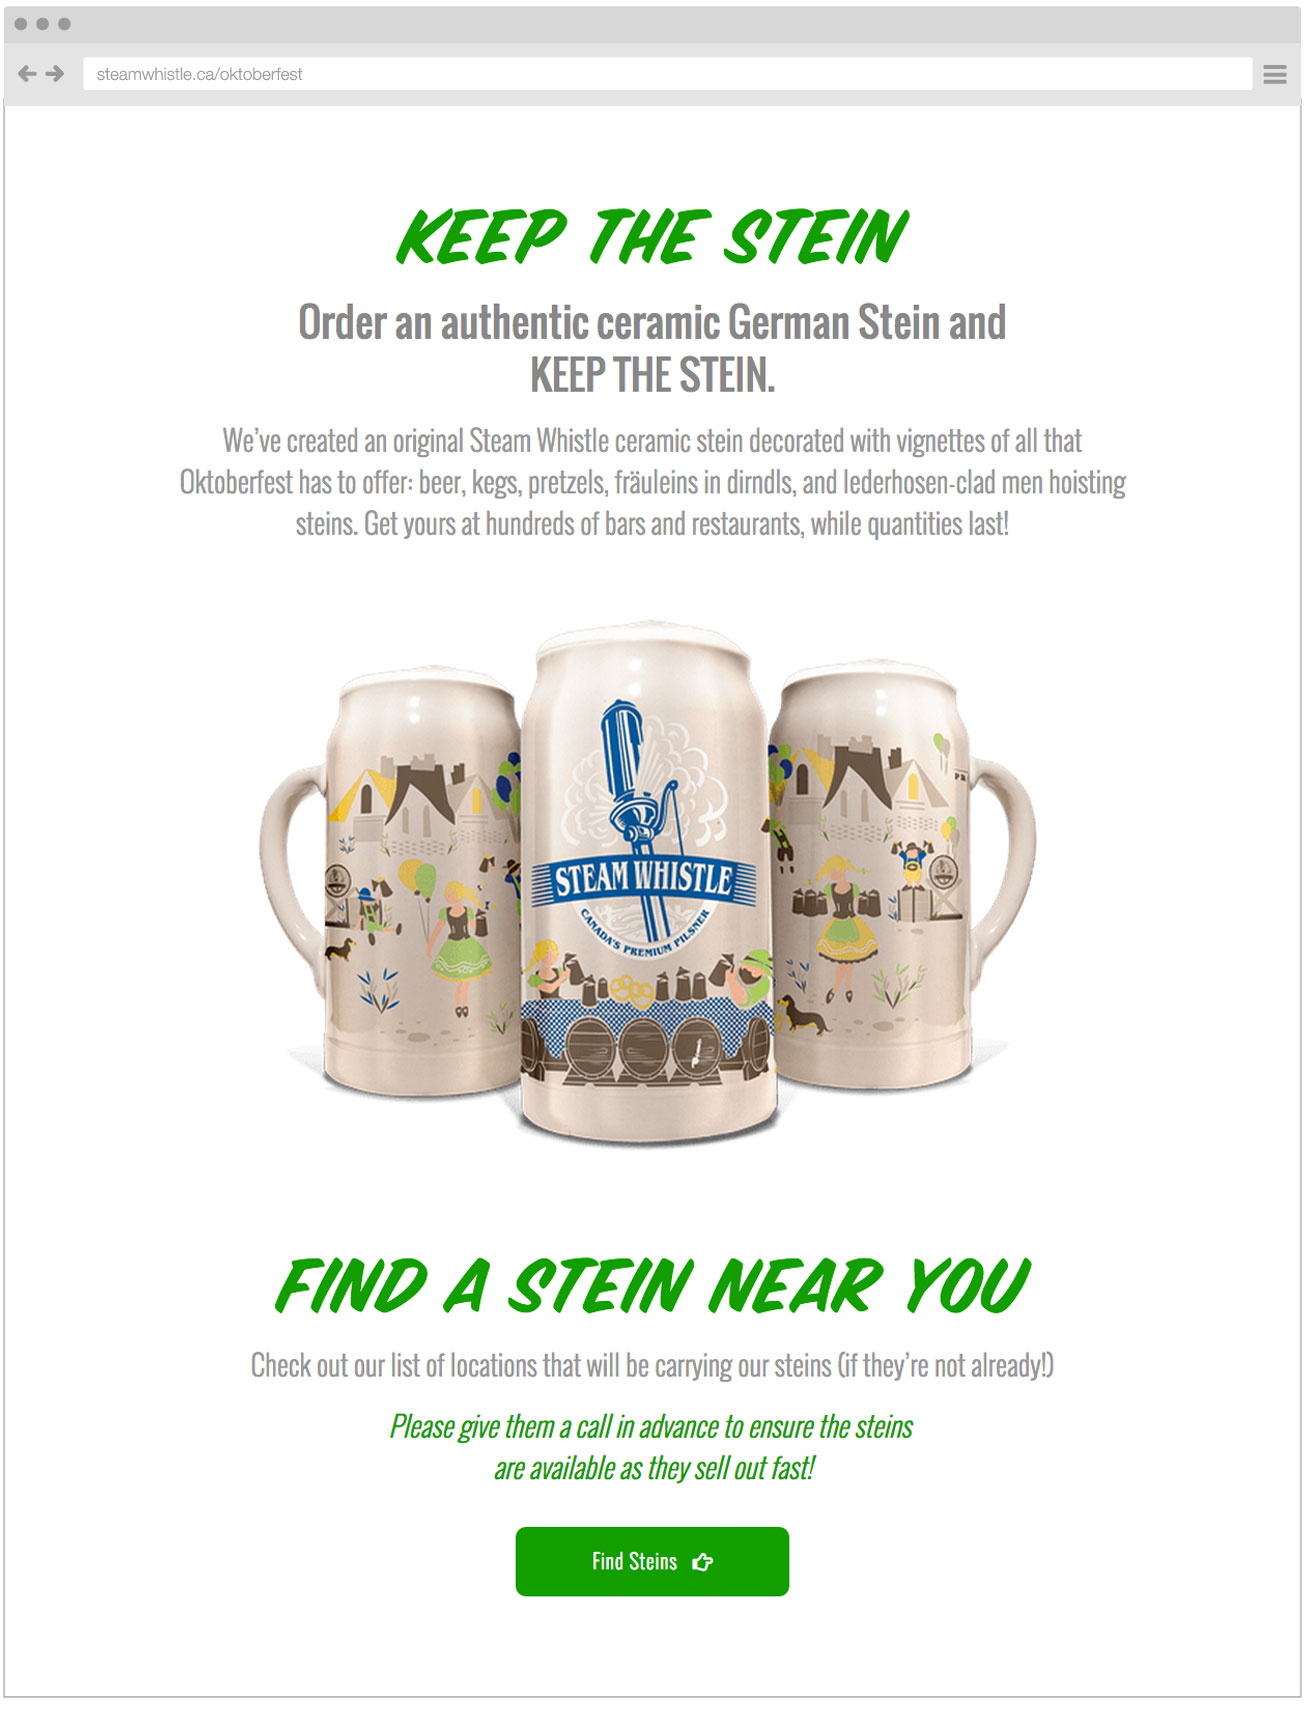 steamwhistle.ca/oktoberfest
KEEP THE STEIN
Order an authentic ceramic German Stein and
KEEP THE STEIN.
We’ve created an original Steam Whistle ceramic stein decorated with vignettes of all that
Oktoberfest has to offer: beer, kegs, pretzels, fräuleins in dirndls, and lederhosen-clad men hoisting
steins. Get yours at hundreds of bars and restaurants, while quantities last!
STEAM WHISTLE
CANADA'S PREMIUM PILSNER
FIND A STEIN NEAR YOU
Check out our list of locations that will be carrying our steins (if they’re not already!)
Please give them a call in advance to ensure the steins
are available as they sell out fast!
Find Steins